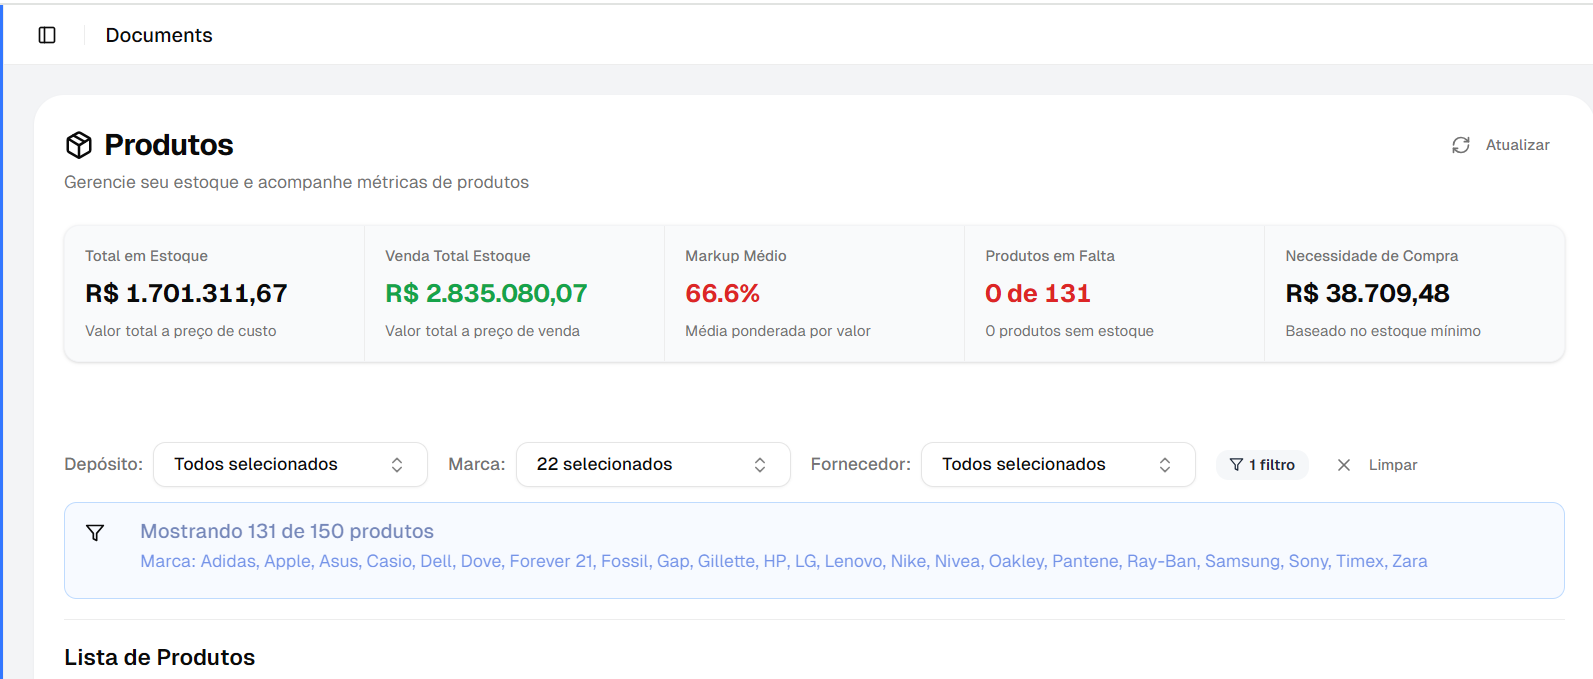 Documents
Produtos
Atualizar
Gerencie seu estoque e acompanhe métricas de produtos
Total em Estoque
R$ 1.701.311,67
Valor total a preço de custo
Venda Total Estoque
R$ 2.835.080,07
Valor total a preço de venda
Markup Médio
66.6%
Média ponderada por valor
Produtos em Falta
0 de 131
0 produtos sem estoque
Necessidade de Compra
R$ 38.709,48
Baseado no estoque mínimo
Depósito: Todos selecionados Marca: 22 selecionados Fornecedor: Todos selecionados 1 filtro Limpar
Mostrando 131 de 150 produtos
Marca: Adidas, Apple, Asus, Casio, Dell, Dove, Forever 21, Fossil, Gap, Gillette, HP, LG, Lenovo, Nike, Nivea, Oakley, Pantene, Ray-Ban, Samsung, Sony, Timex, Zara
Lista de Produtos